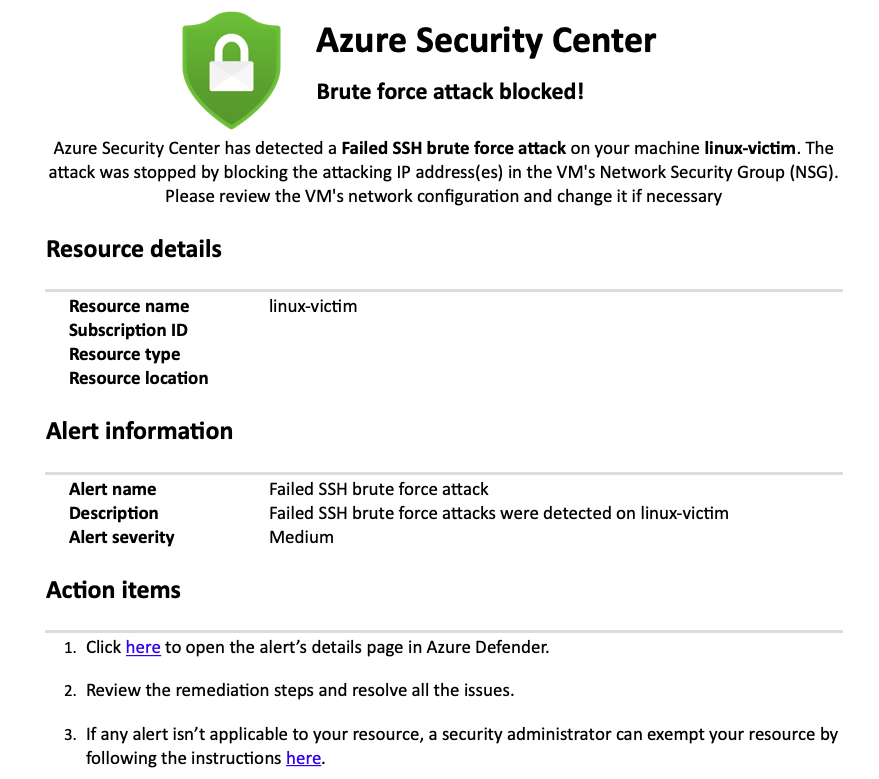 Azure Security Center
Brute force attack blocked!
Azure Security Center has detected a Failed SSH brute force attack on your machine linux-victim. The
attack was stopped by blocking the attacking IP address(es) in the VM's Network Security Group (NSG).
Please review the VM's network configuration and change it if necessary
Resource details
Resource name linux-victim
Subscription ID
Resource type
Resource location
Alert information
Alert name Failed SSH brute force attack
Description Failed SSH brute force attacks were detected on linux-victim
Alert severity Medium
Action items
1. Click here to open the alert’s details page in Azure Defender.
2. Review the remediation steps and resolve all the issues.
3. If any alert isn’t applicable to your resource, a security administrator can exempt your resource by
following the instructions here.